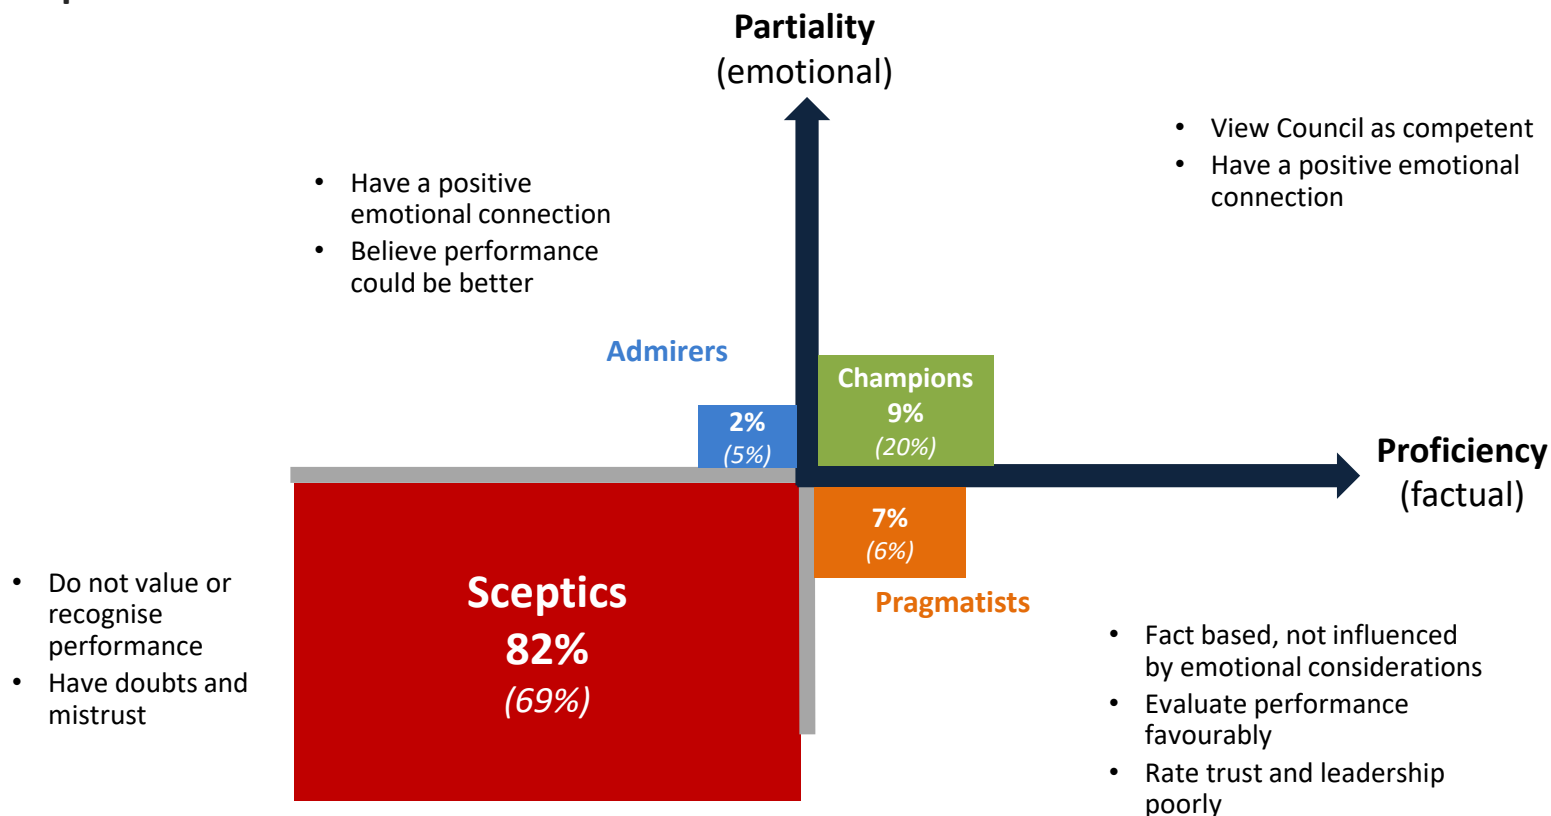 Partiality
(emotional)
• View Council as competent
• Have a positive emotional
connection
• Have a positive
emotional connection
• Believe performance
could be better
Admirers
Champions
9%
(20%)
2%
(5%)
Proficiency
(factual)
7%
(6%)
Pragmatists
Sceptics
82%
(69%)
• Do not value or
recognise
performance
• Have doubts and
mistrust
• Fact based, not influenced
by emotional considerations
• Evaluate performance
favourably
• Rate trust and leadership
poorly